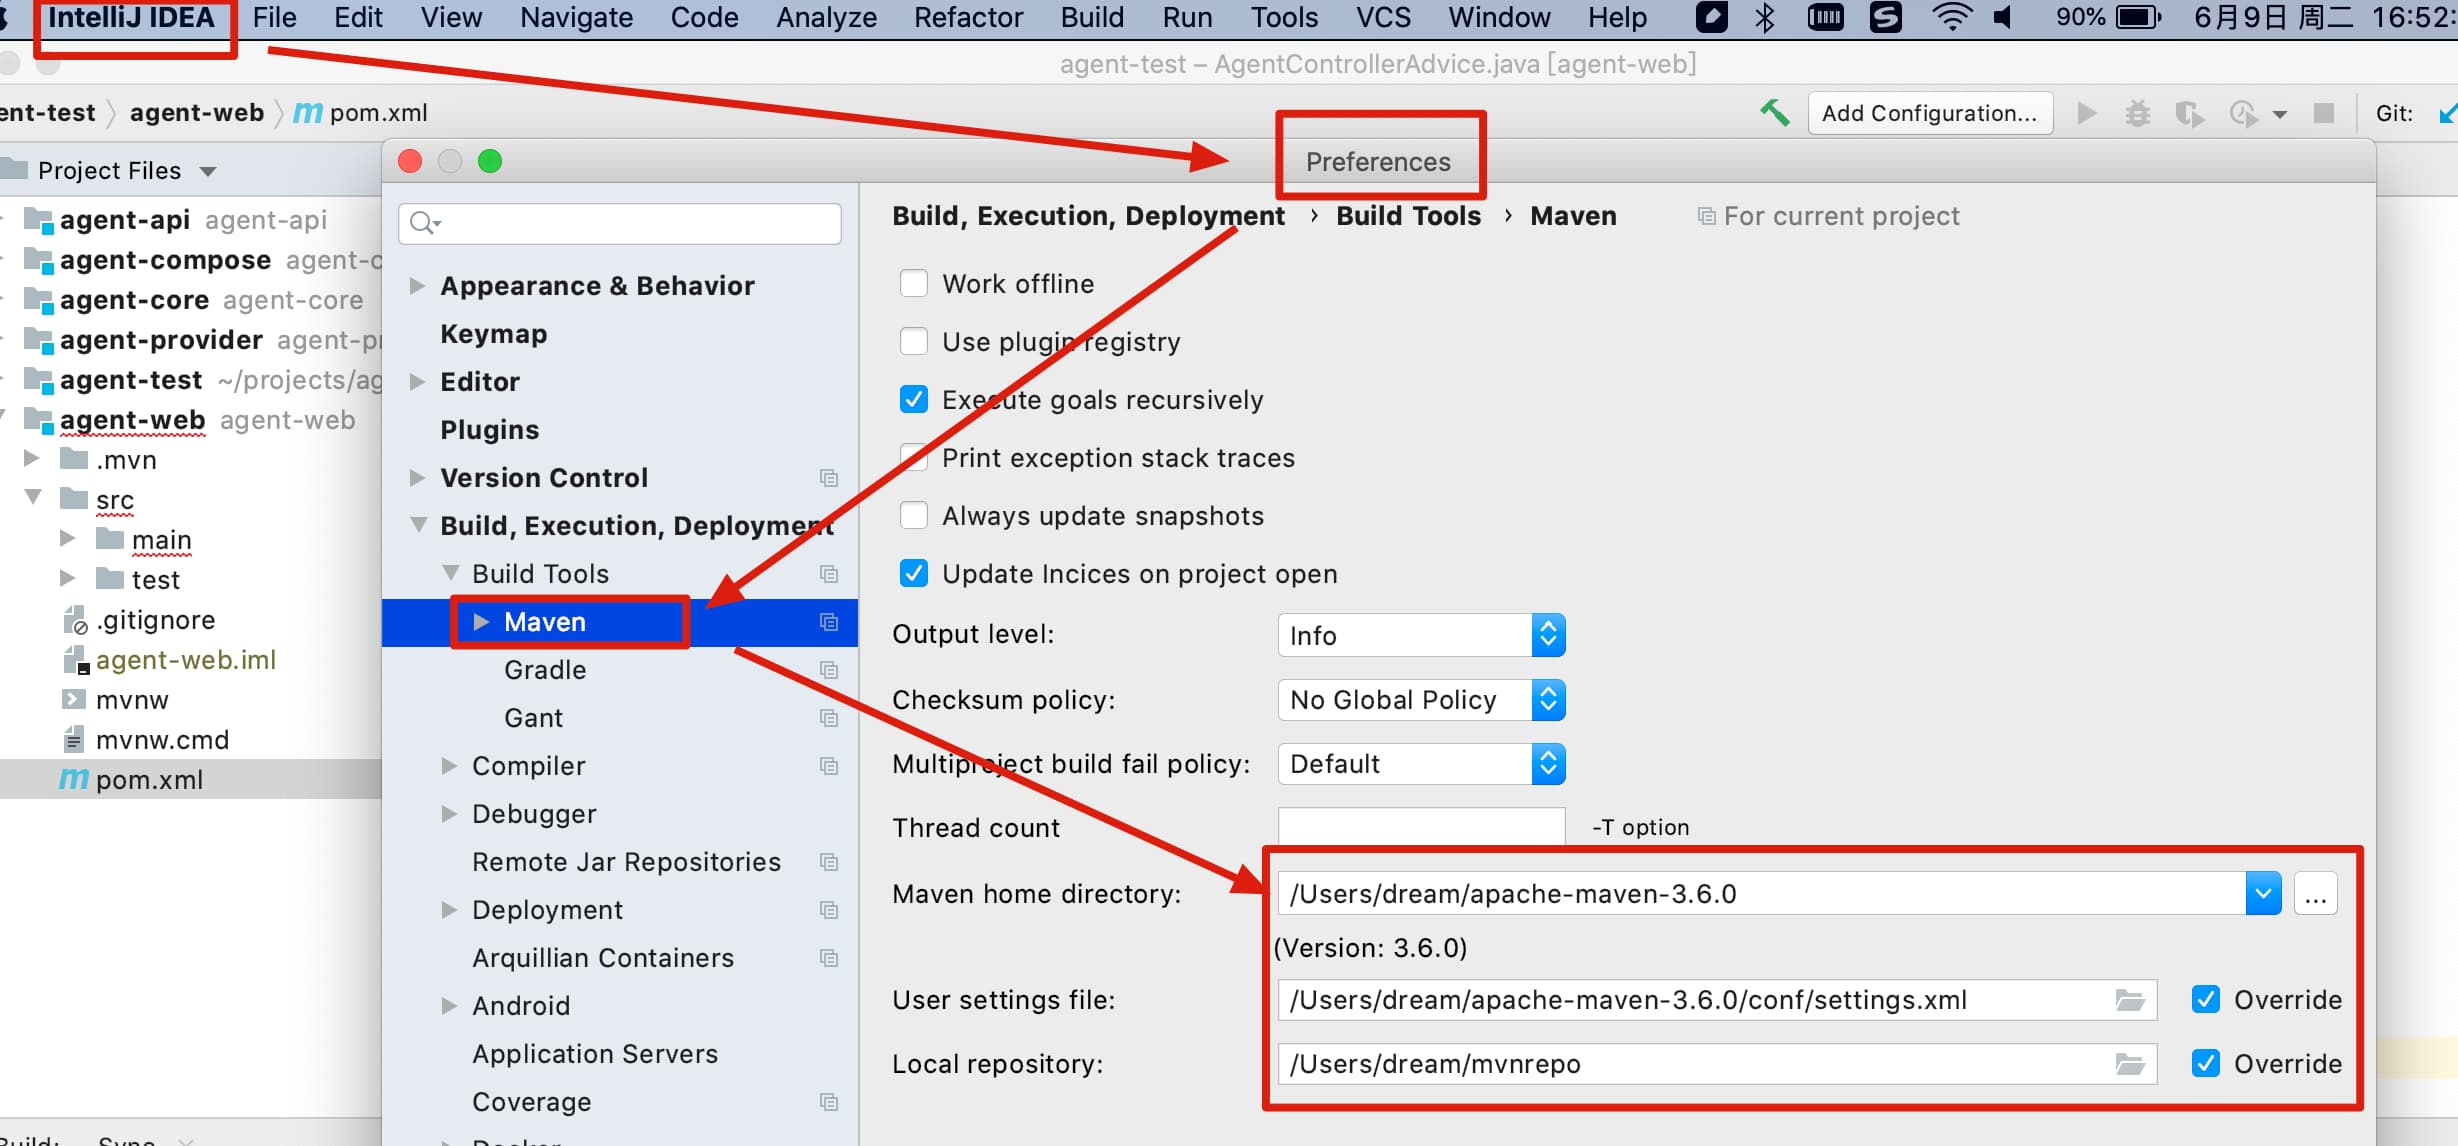 IntelliJ IDEA File Edit View Navigate Code Analyze Refactor Build Run Tools VCS Window Help 90% 6月9日 周二 16:52:
agent-test – AgentControllerAdvice.java [agent-web]
ent-test agent-web pom.xml Add Configuration... Git:
Project Files
Preferences
agent-api agent-api
agent-compose agent-c
agent-core agent-core
agent-provider agent-pr
agent-test ~/projects/ag
agent-web agent-web
.mvn
src
main
test
.gitignore
agent-web.iml
mvnw
mvnw.cmd
pom.xml
Appearance & Behavior
Keymap
Editor
Plugins
Version Control
Build, Execution, Deployment
Build Tools
Maven
Gradle
Gant
Compiler
Debugger
Remote Jar Repositories
Deployment
Arquillian Containers
Android
Application Servers
Coverage
Docker
Build, Execution, Deployment › Build Tools › Maven For current project
Work offline
Use plugin registry
Execute goals recursively
Print exception stack traces
Always update snapshots
Update Incices on project open
Output level: Info
Checksum policy: No Global Policy
Multiproject build fail policy: Default
Thread count -T option
Maven home directory: /Users/dream/apache-maven-3.6.0 ...
(Version: 3.6.0)
User settings file: /Users/dream/apache-maven-3.6.0/conf/settings.xml Override
Local repository: /Users/dream/mvnrepo Override
Build: Sync